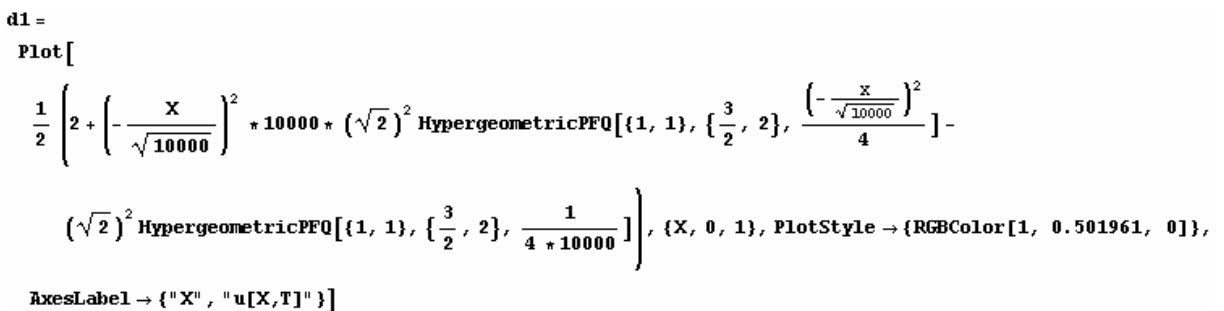 d1 =
Plot[
1/2 (2 + (-X/√10000)^2 * 10000 * (√2)^2 HypergeometricPFQ[{1, 1}, {3/2, 2}, (-X/√10000)^2/4] -
(√2)^2 HypergeometricPFQ[{1, 1}, {3/2, 2}, 1/(4 * 10000)]), {X, 0, 1}, PlotStyle → {RGBColor[1, 0.501961, 0]},
AxesLabel → {"X", "u[X,T]"}]